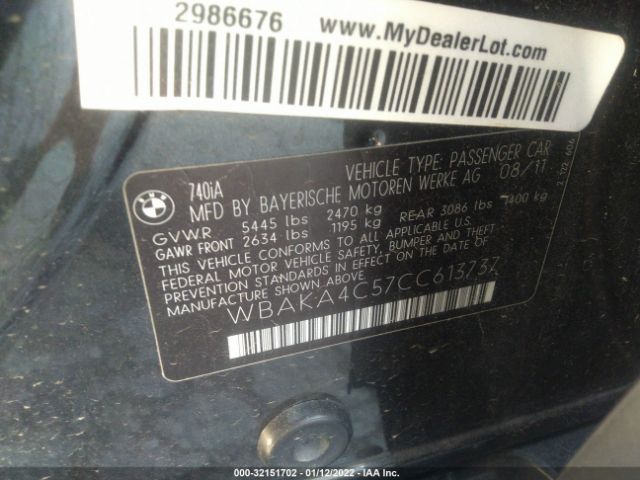 2986676 www.MyDealerLot.com
BMW
740iA VEHICLE TYPE: PASSENGER CAR
MFD BY BAYERISCHE MOTOREN WERKE AG 08/11
GVWR 5445 lbs 2470 kg
GAWR FRONT 2634 lbs 1195 kg REAR 3086 lbs 1400 kg
THIS VEHICLE CONFORMS TO ALL APPLICABLE U.S.
FEDERAL MOTOR VEHICLE SAFETY, BUMPER AND THEFT
PREVENTION STANDARDS IN EFFECT ON THE DATE OF
MANUFACTURE SHOWN ABOVE.
WBAKA4C57CC613737
000-32151702 - 01/12/2022 - IAA Inc.